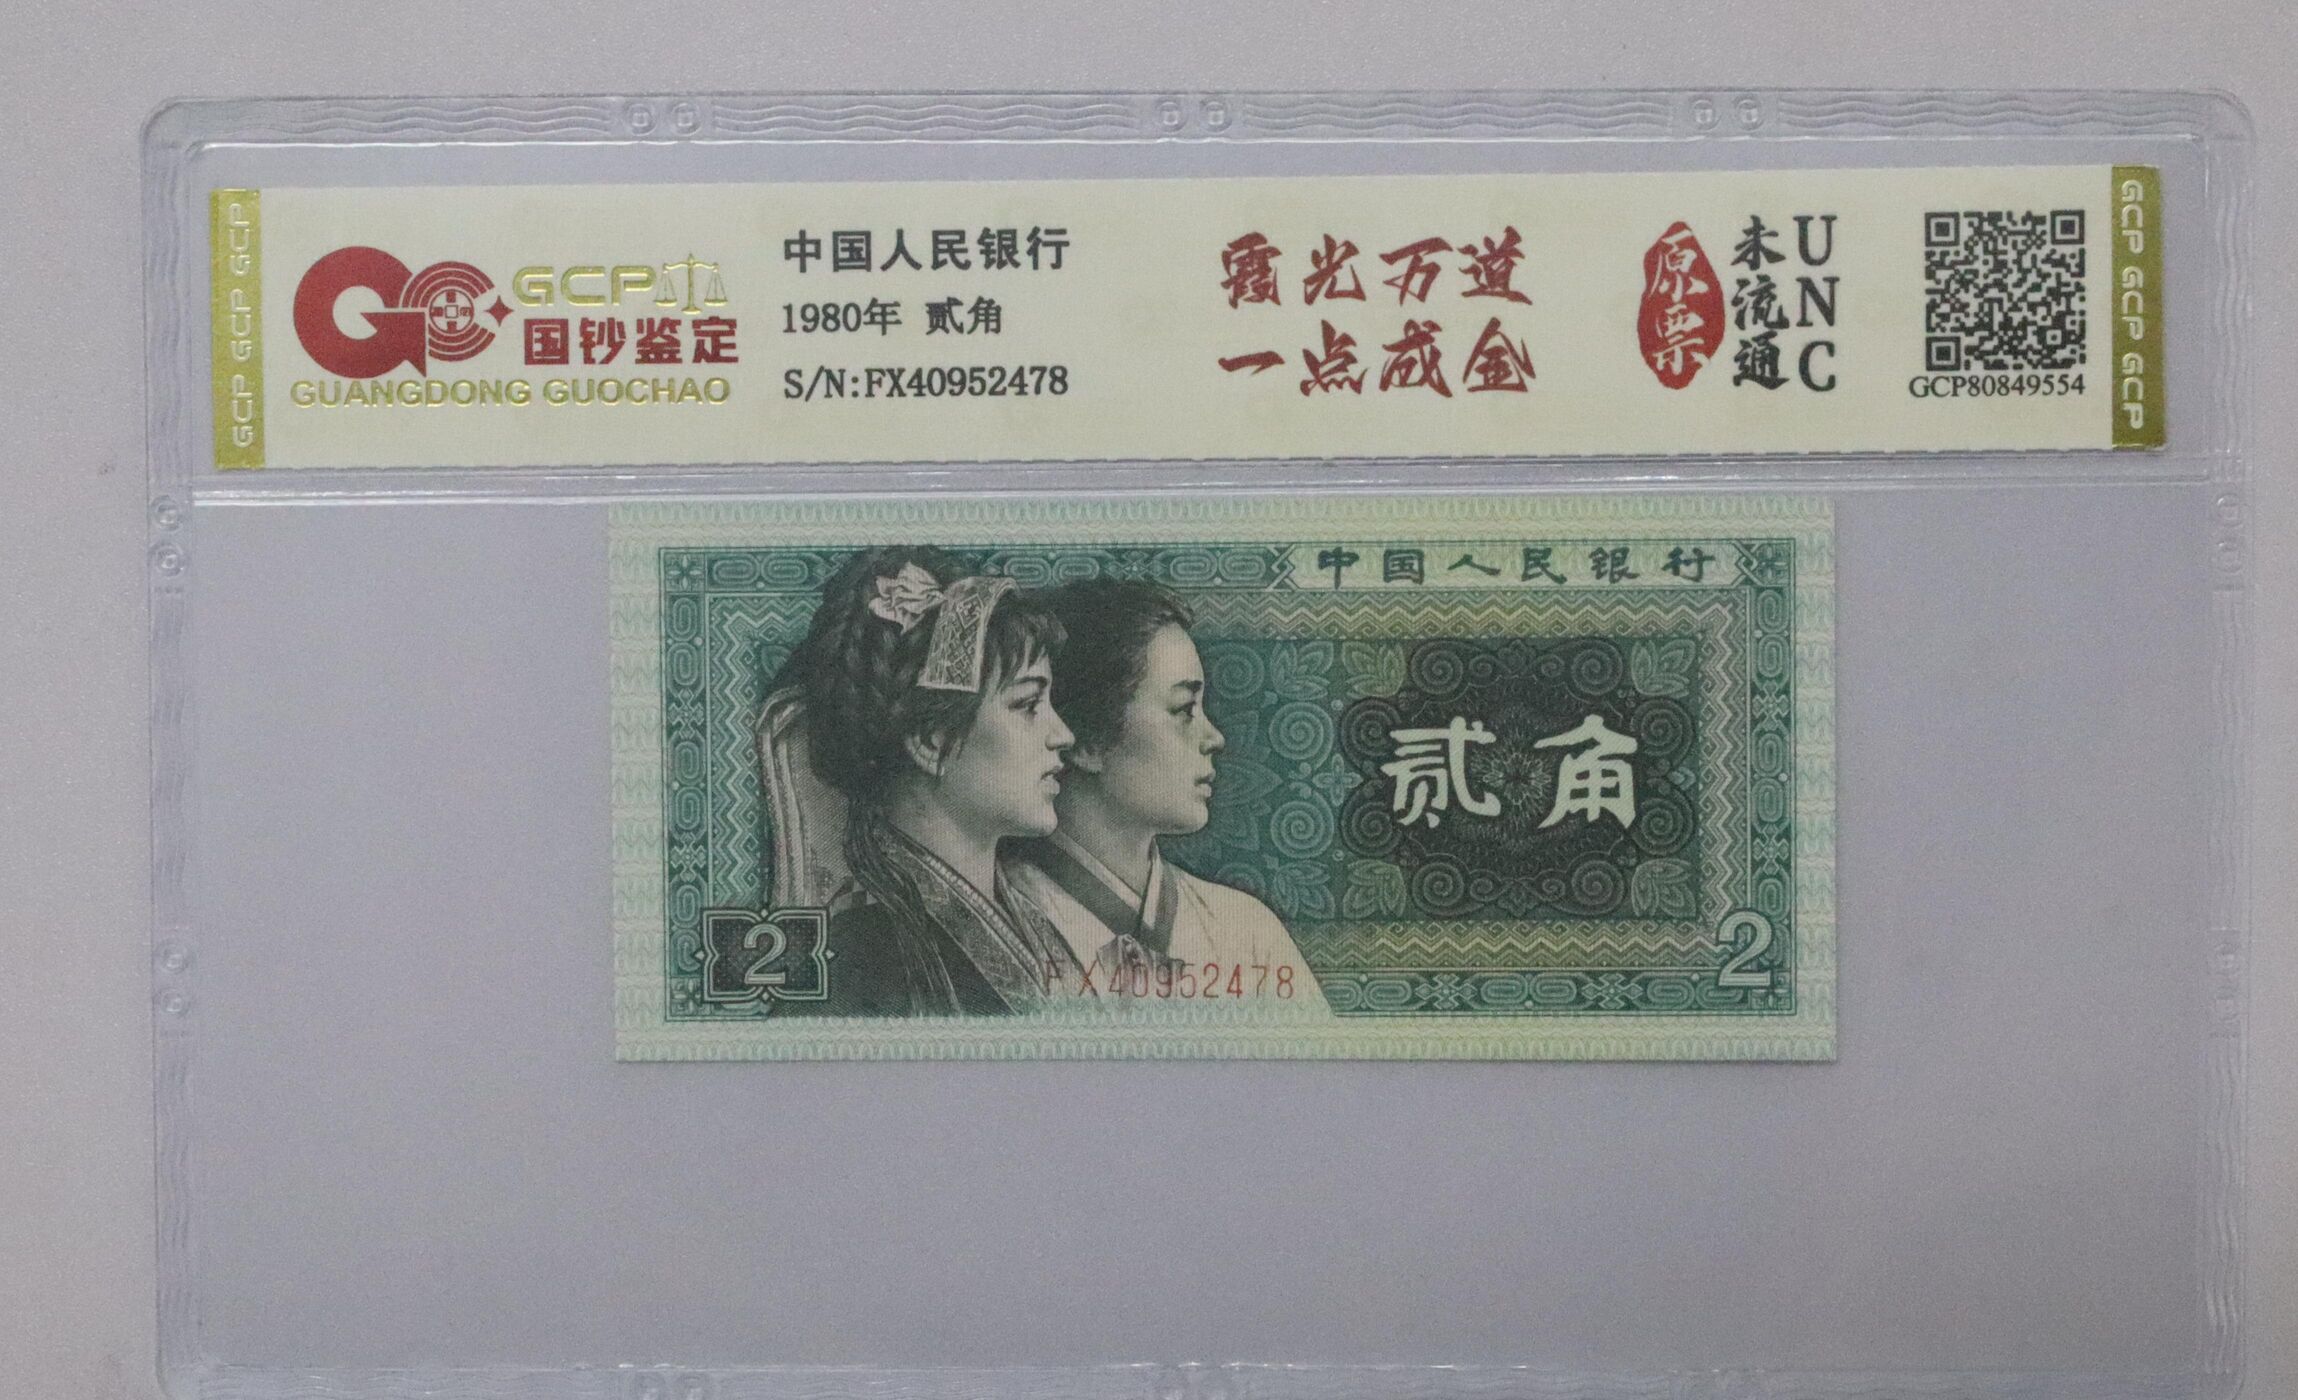 GCP GCP GCP
GCP
国钞鉴定
GUANGDONG GUOCHAO
中国人民银行
1980年 贰角
S/N:FX40952478
霞光万道
一点成金
原票
未流通
UNC
GCP80849554
GCP GCP GCP
中国人民银行
贰角
2
FX40952478
2